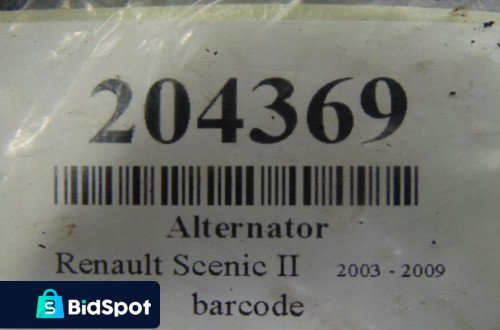 204369
Alternator
Renault Scenic II 2003 - 2009
barcode
S BidSpot